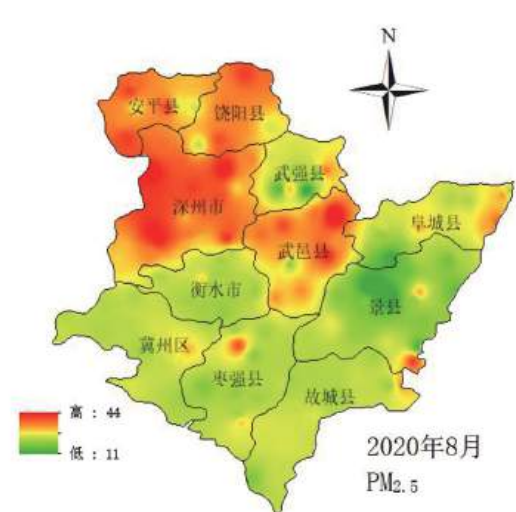 N
安平县
饶阳县
武强县
深州市
阜城县
武邑县
衡水市
景县
冀州区
枣强县
故城县
高：44
低：11
2020年8月
PM2.5